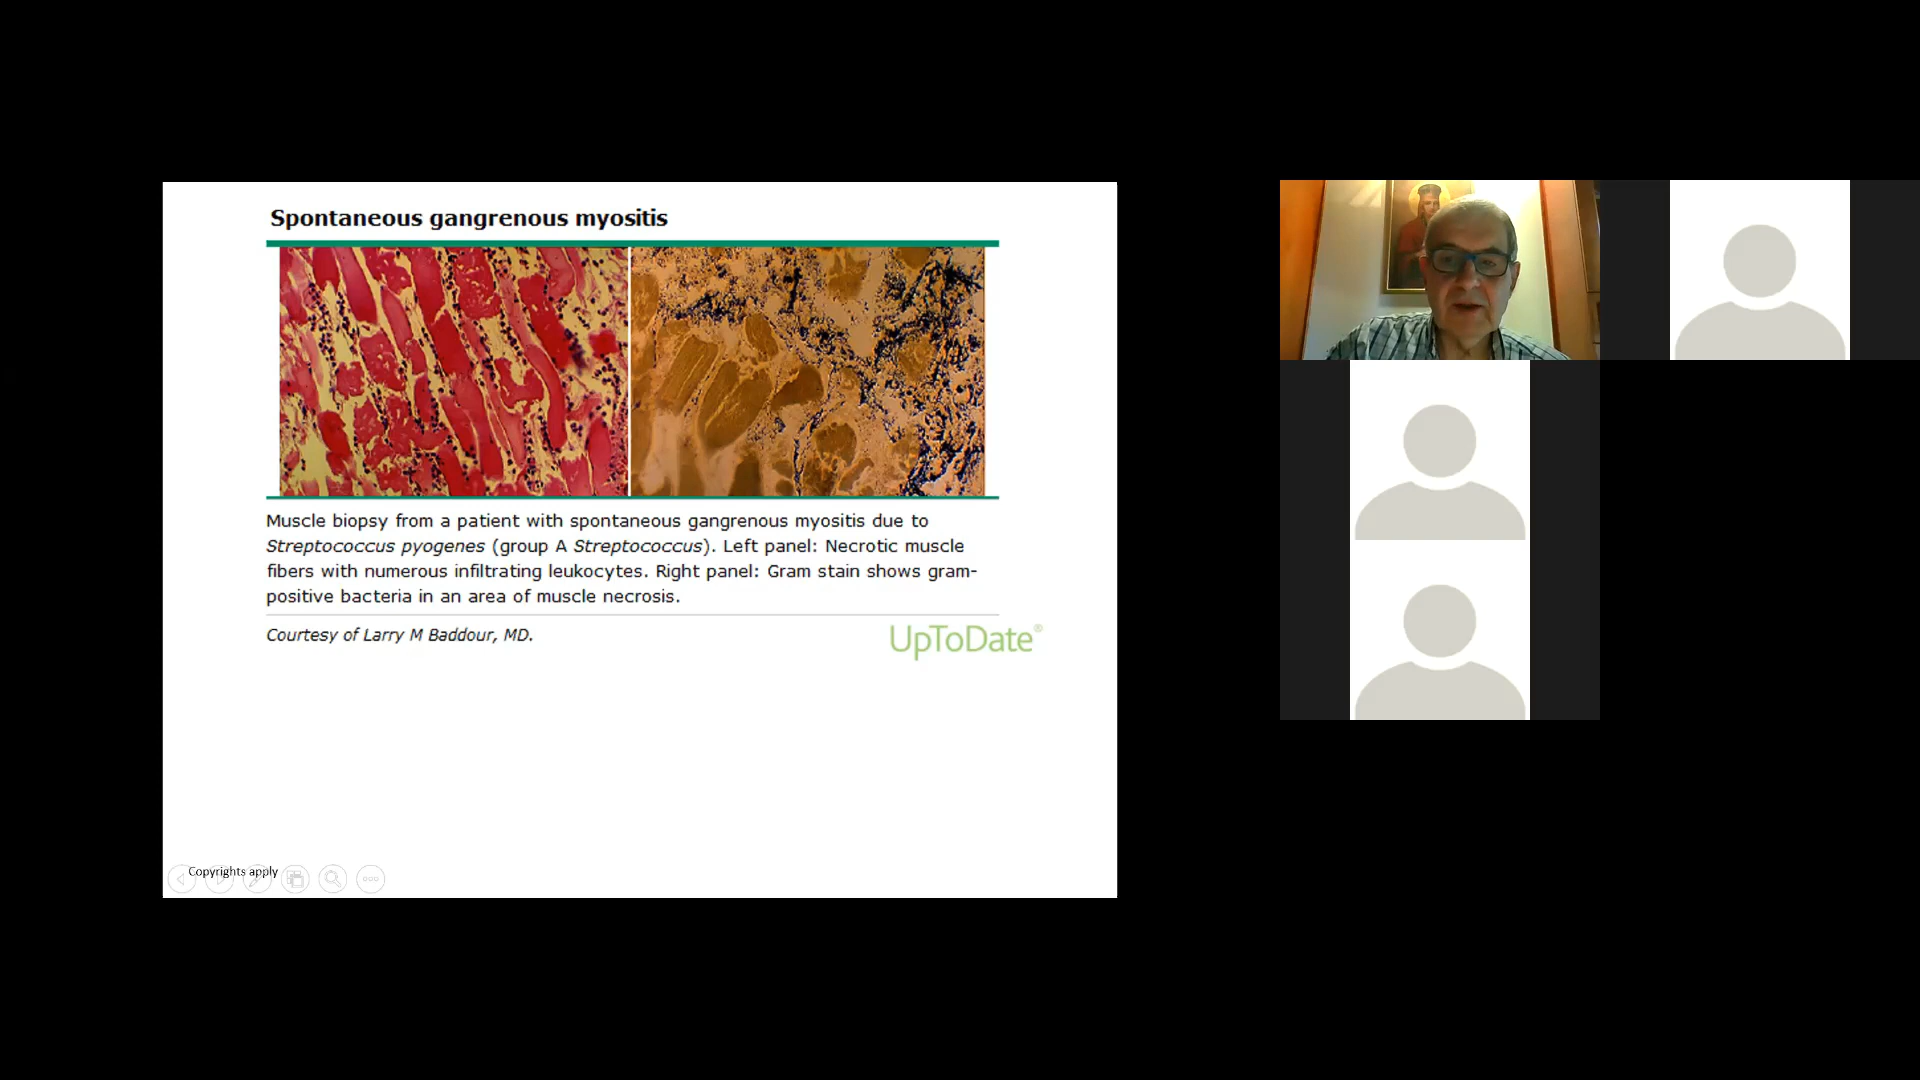 Spontaneous gangrenous myositis
Muscle biopsy from a patient with spontaneous gangrenous myositis due to
Streptococcus pyogenes (group A Streptococcus). Left panel: Necrotic muscle
fibers with numerous infiltrating leukocytes. Right panel: Gram stain shows gram-
positive bacteria in an area of muscle necrosis.
Courtesy of Larry M Baddour, MD.
UpToDate®
Copyrights apply